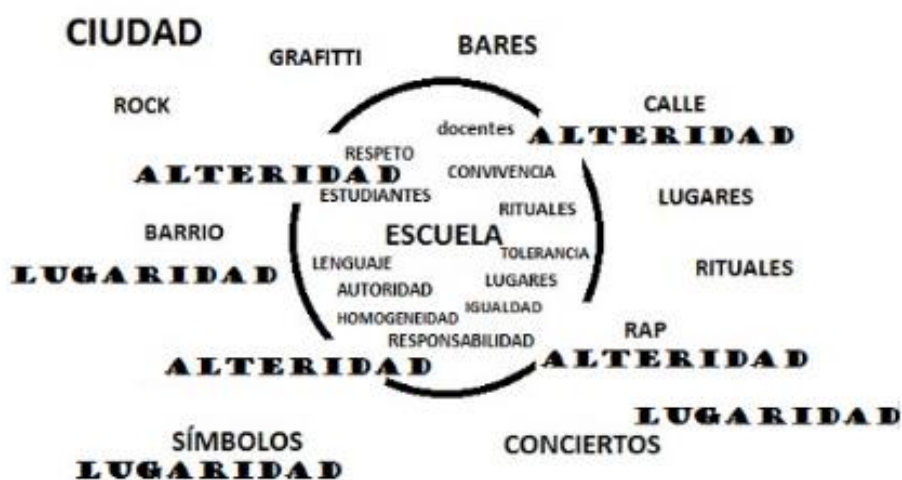 CIUDAD
GRAFITTI
BARES
ROCK
CALLE
docentes
ALTERIDAD
RESPETO
ALTERIDAD
CONVIVENCIA
ESTUDIANTES
LUGARES
RITUALES
BARRIO
ESCUELA
TOLERANCIA
LUGARIDAD
LENGUAJE
RITUALES
LUGARES
AUTORIDAD
IGUALDAD
HOMOGENEIDAD
RAP
RESPONSABILIDAD
ALTERIDAD
ALTERIDAD
LUGARIDAD
SÍMBOLOS
CONCIERTOS
LUGARIDAD